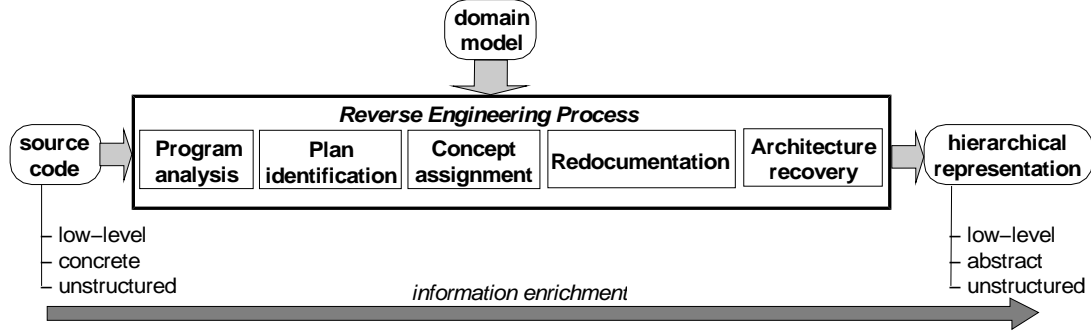 domain
model
Reverse Engineering Process
source
code
Program
analysis
Plan
identification
Concept
assignment
Redocumentation
Architecture
recovery
hierarchical
representation
– low–level
– concrete
– unstructured
– low–level
– abstract
– unstructured
information enrichment